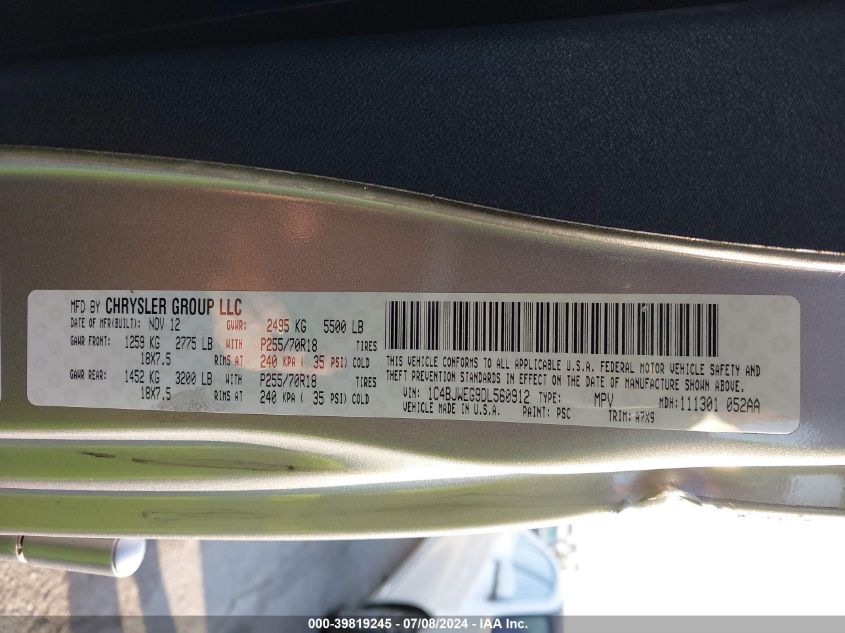 MFD BY CHRYSLER GROUP LLC
DATE OF MFR(BUILT): NOV 12 GVWR: 2495 KG 5500 LB
GAWR FRONT: 1259 KG 2775 LB WITH P255/70R18 TIRES
18X7.5 RIMS AT 240 KPA ( 35 PSI) COLD
GAWR REAR: 1452 KG 3200 LB WITH P255/70R18 TIRES
18X7.5 RIMS AT 240 KPA ( 35 PSI) COLD
THIS VEHICLE CONFORMS TO ALL APPLICABLE U.S.A. FEDERAL MOTOR VEHICLE SAFETY AND
THEFT PREVENTION STANDARDS IN EFFECT ON THE DATE OF MANUFACTURE SHOWN ABOVE.
VIN: 1C4BJWEG9DL560912 TYPE: MPV MDH: 111301 052AA
VEHICLE MADE IN U.S.A. PAINT: PSC TRIM: A7X9
000-39819245 - 07/08/2024 - IAA Inc.